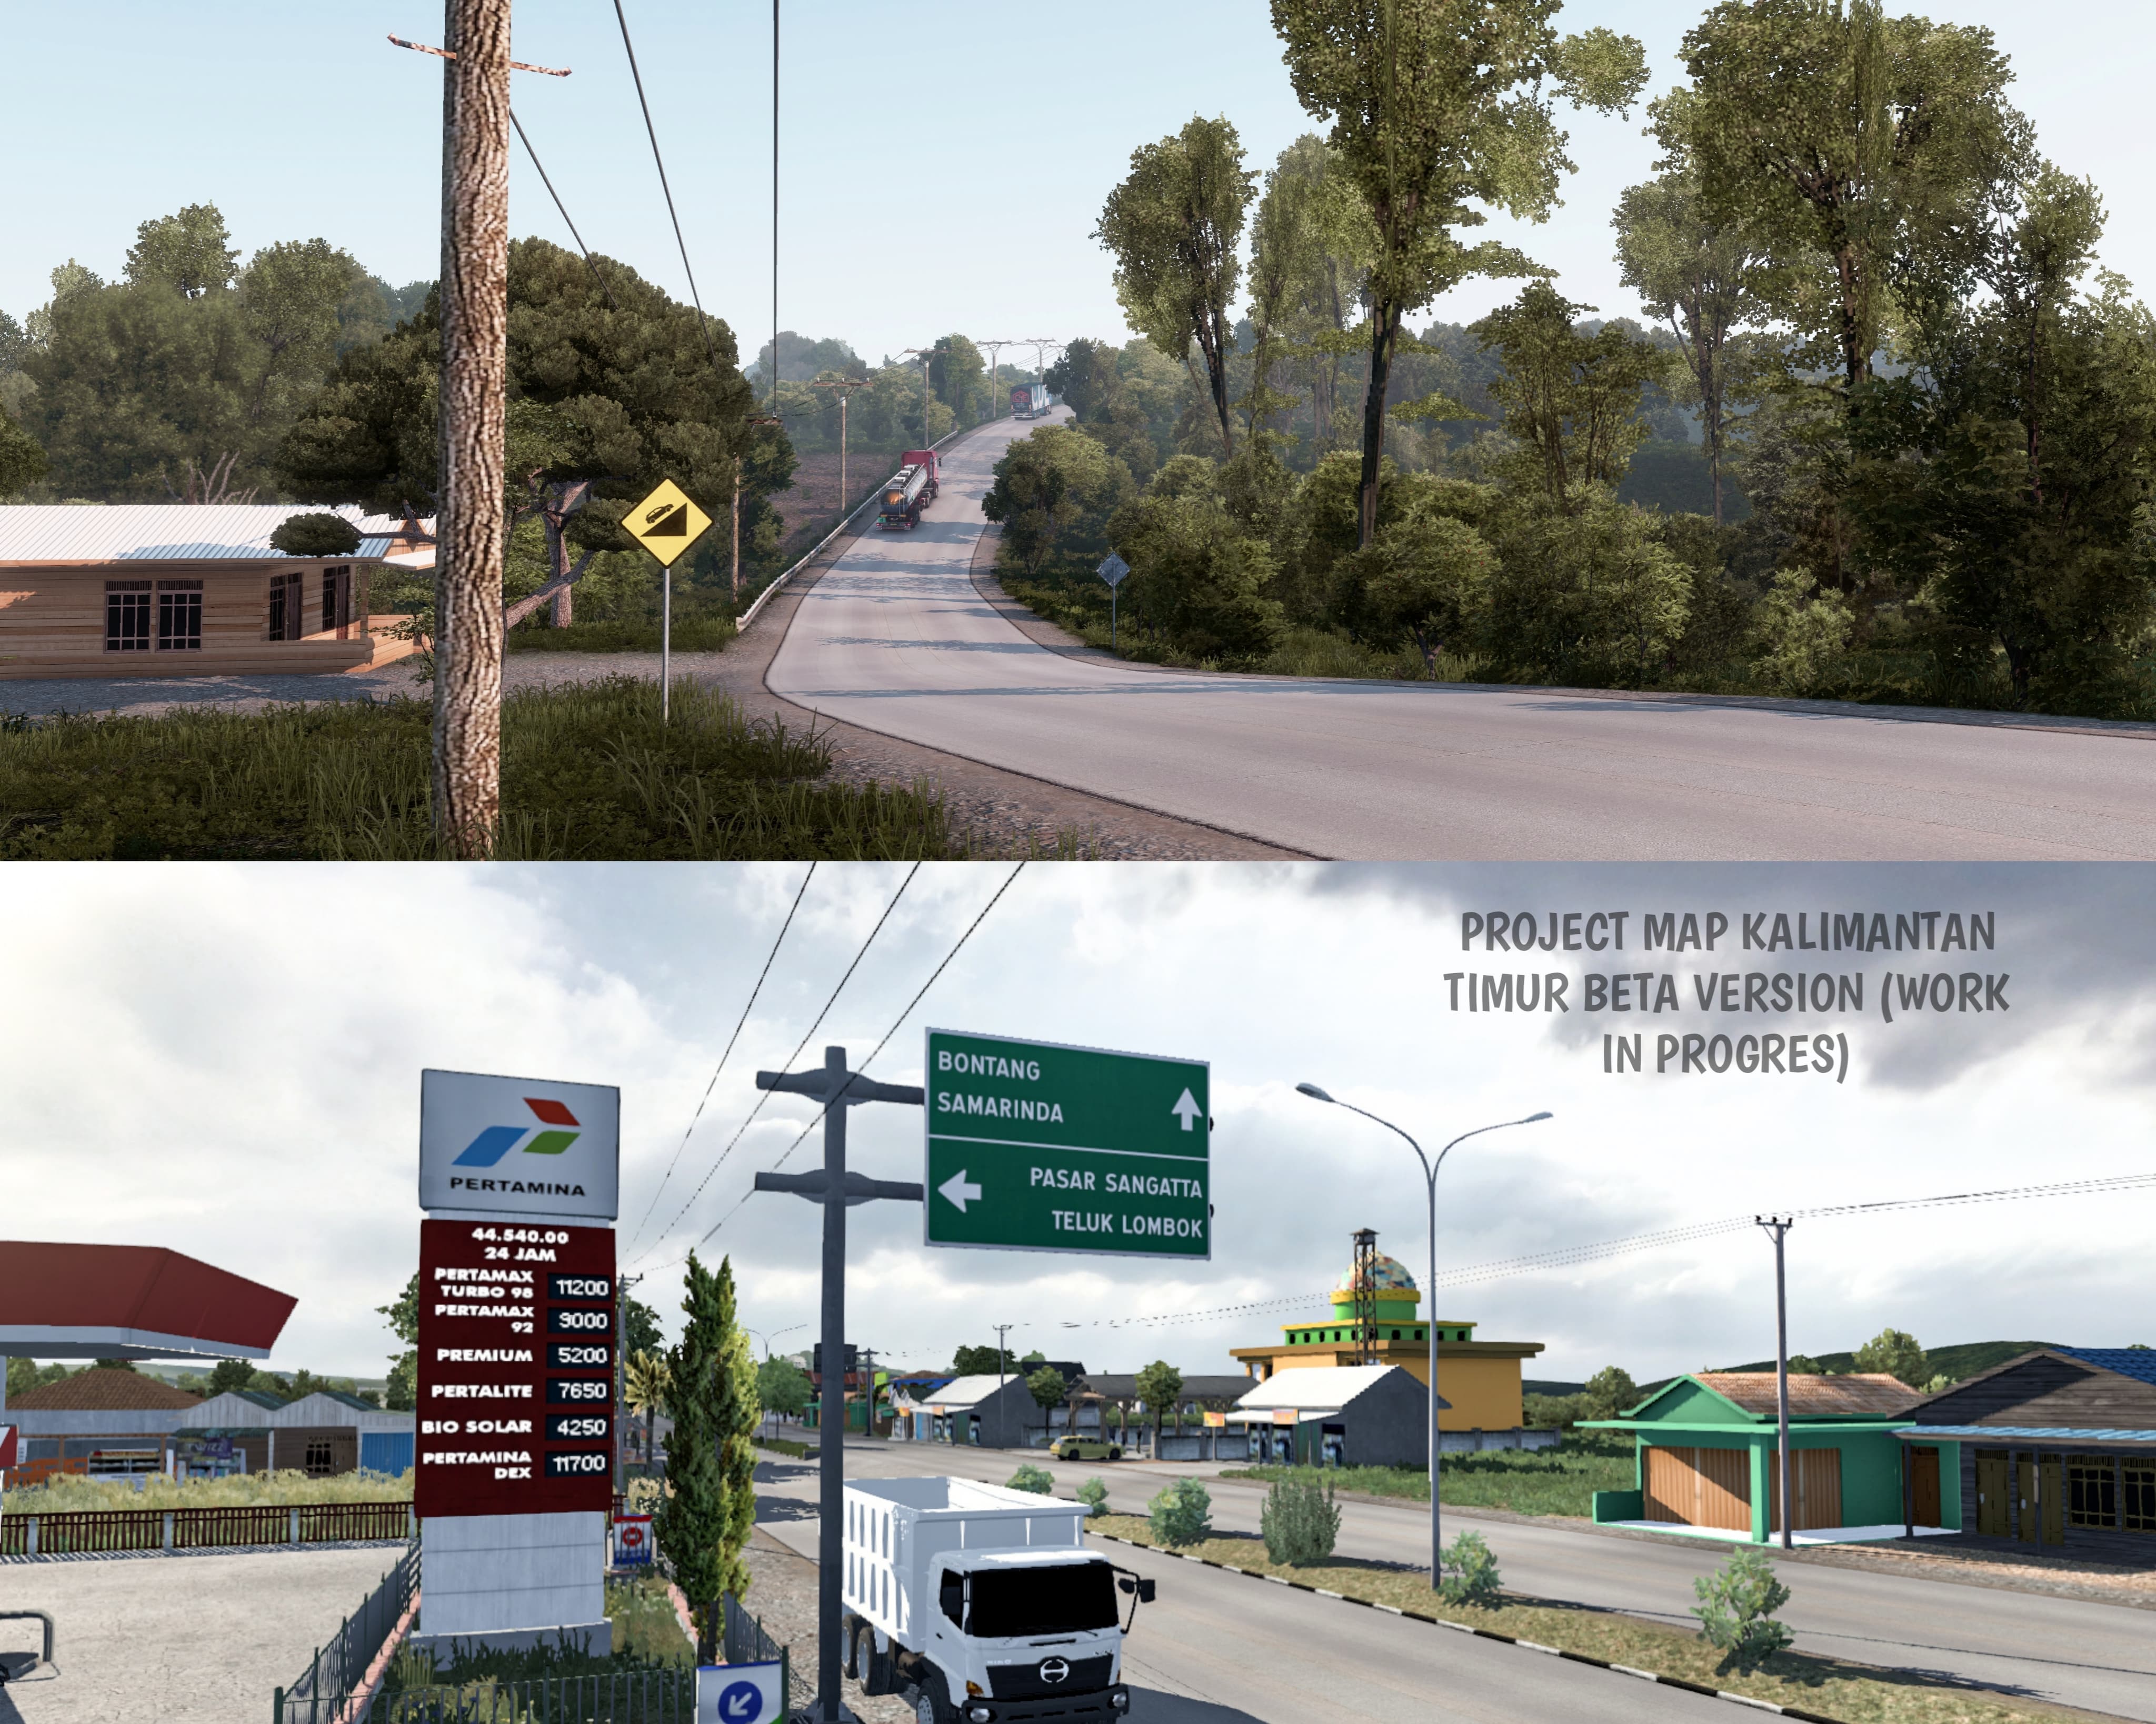 PROJECT MAP KALIMANTAN
TIMUR BETA VERSION (WORK
IN PROGRES)
BONTANG
SAMARINDA
PASAR SANGATTA
TELUK LOMBOK
PERTAMINA
44.540.00
24 JAM
PERTAMAX
TURBO 98 11200
PERTAMAX
92 9000
PREMIUM 5200
PERTALITE 7650
BIO SOLAR 4250
PERTAMINA
DEX 11700